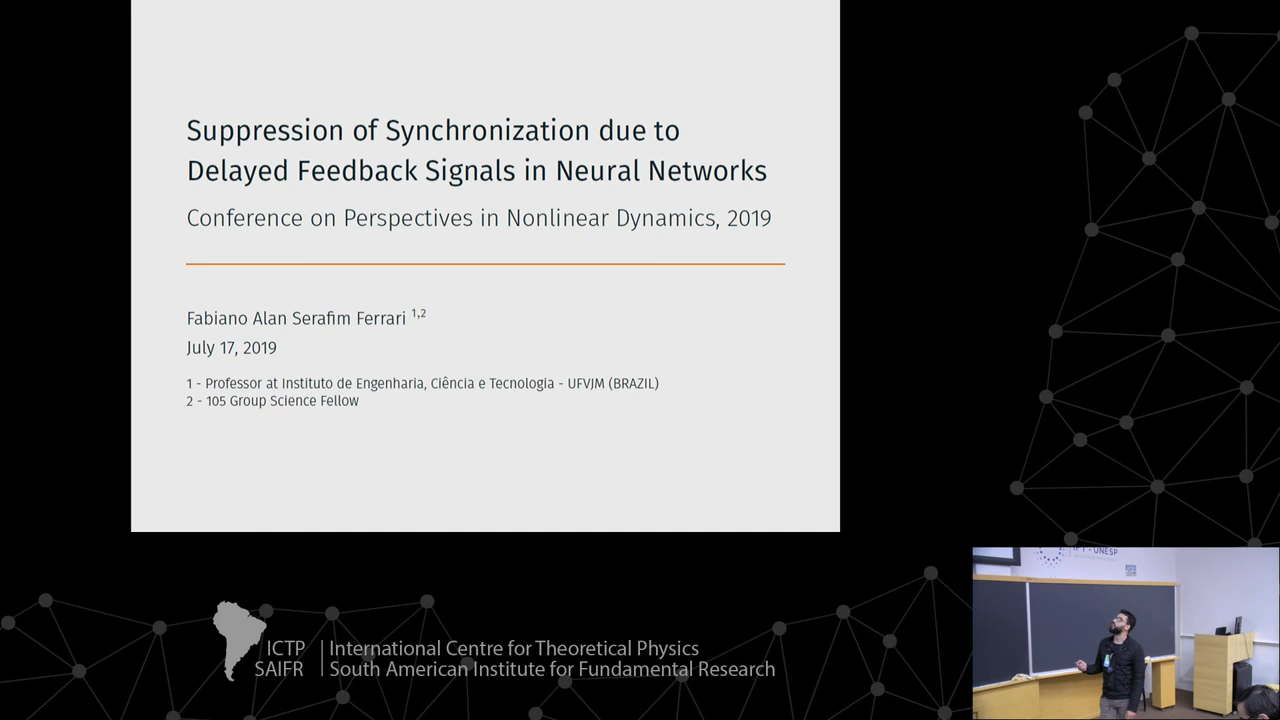 Suppression of Synchronization due to
Delayed Feedback Signals in Neural Networks
Conference on Perspectives in Nonlinear Dynamics, 2019
Fabiano Alan Serafim Ferrari 1,2
July 17, 2019
1 - Professor at Instituto de Engenharia, Ciência e Tecnologia - UFVJM (BRAZIL)
2 - 105 Group Science Fellow
ICTP
SAIFR
International Centre for Theoretical Physics
South American Institute for Fundamental Research
IFT - UNESP